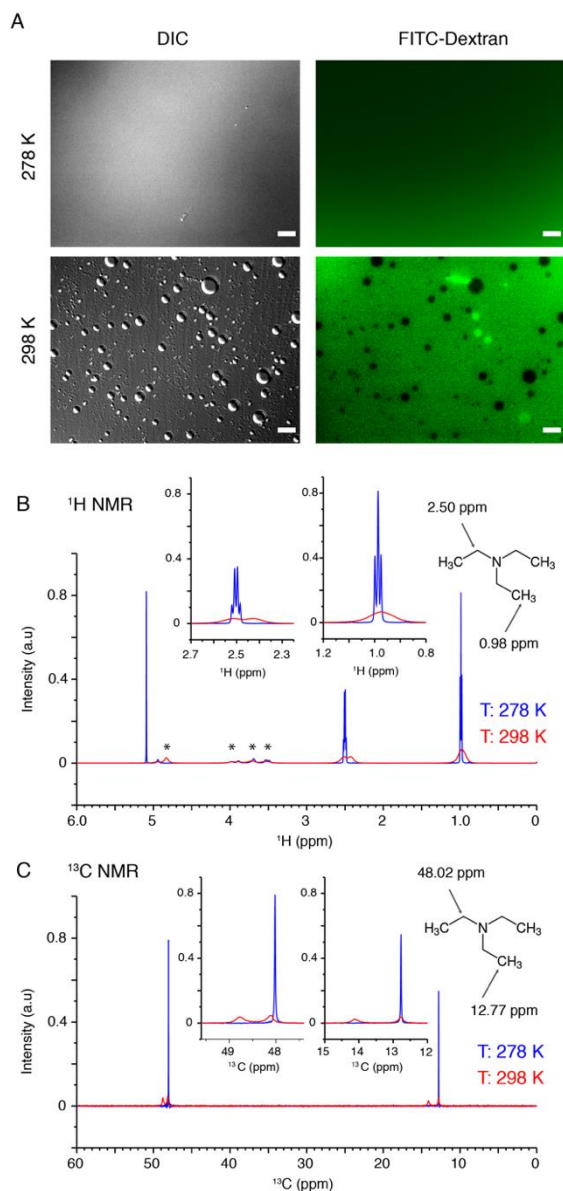 A
DIC
FITC-Dextran
278 K
298 K
B
¹H NMR
Intensity (a.u)
0.8
0.4
0
6.0
5.0
4.0
3.0
2.0
1.0
0
¹H (ppm)
*
*
*
*
0.8
0.4
0
2.7
2.5
2.3
¹H (ppm)
0.8
0.4
0
1.2
1.0
0.8
¹H (ppm)
2.50 ppm
H₃C
N
CH₃
CH₃
0.98 ppm
T: 278 K
T: 298 K
C
¹³C NMR
Intensity (a.u)
0.8
0.4
0
60
50
40
30
20
10
0
¹³C (ppm)
0.8
0.4
0
49
48
¹³C (ppm)
0.8
0.4
0
15
14
13
12
¹³C (ppm)
48.02 ppm
H₃C
N
CH₃
CH₃
12.77 ppm
T: 278 K
T: 298 K